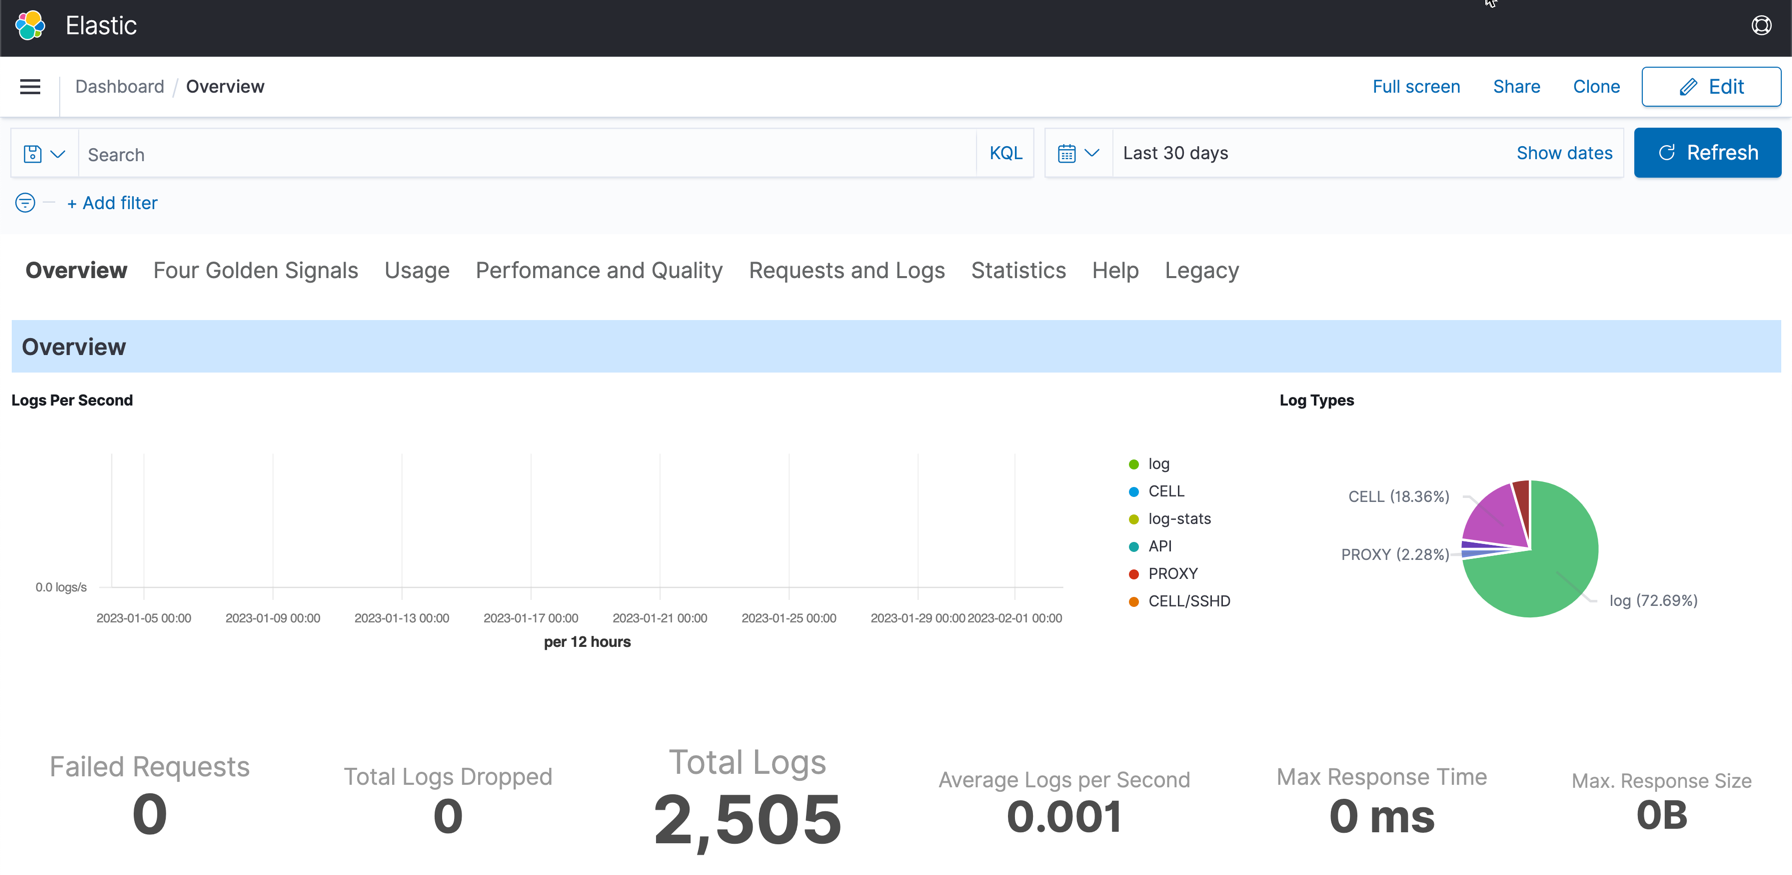 Elastic
Dashboard / Overview
Full screen Share Clone Edit
Search KQL Last 30 days Show dates Refresh
+ Add filter
Overview Four Golden Signals Usage Perfomance and Quality Requests and Logs Statistics Help Legacy
Overview
Logs Per Second
0.0 logs/s
2023-01-05 00:00 2023-01-09 00:00 2023-01-13 00:00 2023-01-17 00:00 2023-01-21 00:00 2023-01-25 00:00 2023-01-29 00:00 2023-02-01 00:00
per 12 hours
log
CELL
log-stats
API
PROXY
CELL/SSHD
Log Types
CELL (18.36%)
PROXY (2.28%)
log (72.69%)
Failed Requests
0
Total Logs Dropped
0
Total Logs
2,505
Average Logs per Second
0.001
Max Response Time
0 ms
Max. Response Size
0B